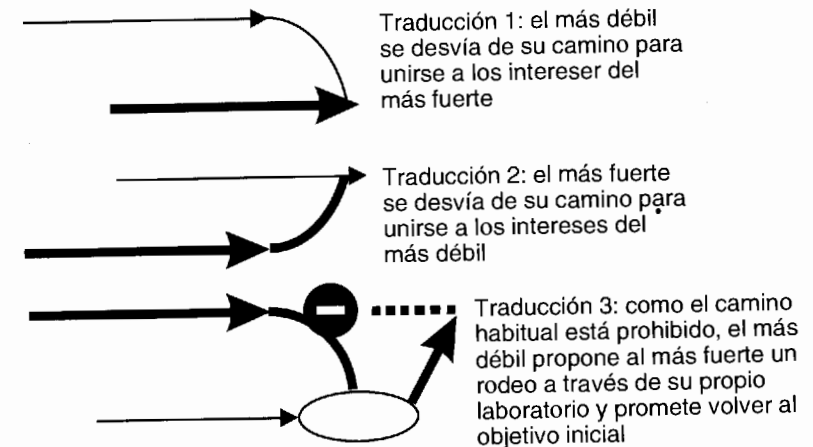 Traducción 1: el más débil
se desvía de su camino para
unirse a los intereser del
más fuerte
Traducción 2: el más fuerte
se desvía de su camino para
unirse a los intereses del
más débil
Traducción 3: como el camino
habitual está prohibido, el más
débil propone al más fuerte un
rodeo a través de su propio
laboratorio y promete volver al
objetivo inicial